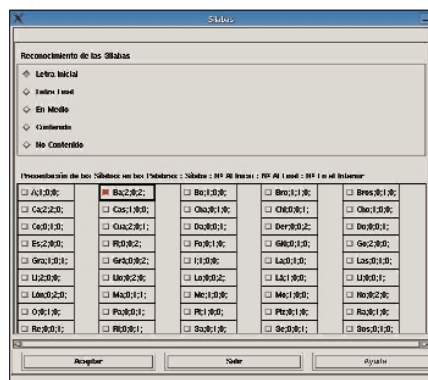 Sílabas
Reconocimiento de las Sílabas
Letra Inicial
Letra Final
En Medio
Contenido
No Contenido
Presentación de las Sílabas en las Palabras : Sílaba : Nº Al Inicio : Nº Al Final : Nº En el Interior
A;1;0;0; Ba;2;0;2; Bo;1;0;0; Bro;1;1;0; Bros;0;1;0;
Ca;2;2;0; Cas;1;0;0; Cha;0;1;0; Chi;0;0;1; Cho;1;0;0;
Co;0;1;0; Cua;2;0;1; Da;0;0;1; Der;0;0;2; Do;0;0;1;
Es;2;0;0; Fi;0;0;2; Fo;0;1;0; Gili;0;1;0; Go;2;0;0;
Gra;1;0;1; Grá;0;0;2; I;1;0;0; La;0;1;0; Las;0;1;0;
Li;2;0;0; Llo;0;2;0; Lo;0;0;2; Lá;1;0;0; Ll;0;0;1;
Lón;0;2;0; Ma;0;1;1; Me;1;0;0; Mo;1;0;0; No;0;2;0;
O;0;1;0; Pa;0;0;1; Pi;1;0;0; Piz;0;1;0; Ra;0;1;0;
Re;0;0;1; Ri;0;0;1; Sa;0;1;0; Se;0;0;1; Sos;0;1;0;
Aceptar Salir Ayuda